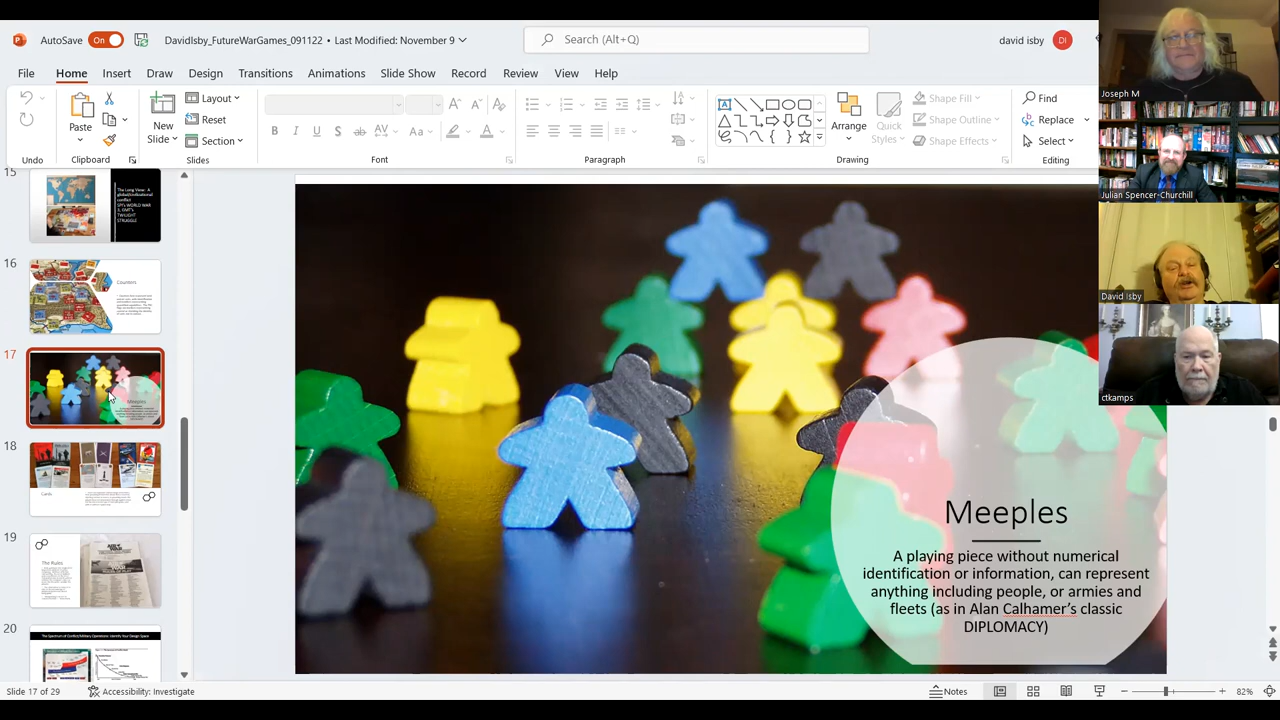 AutoSave
On
DavidIsby_FutureWarGames_091122 • Last Modified: November 9
Search (Alt+Q)
david isby
DI
File
Home
Insert
Draw
Design
Transitions
Animations
Slide Show
Record
Review
View
Help
Paste
New
Slide
Layout
Reset
Section
Shape Fill
Shape Outline
Shape Effects
Arrange
Quick
Styles
Find
Replace
Select
Undo
Clipboard
Slides
Font
Paragraph
Drawing
Editing
Joseph M
Julian Spencer-Churchill
David Isby
ctkamps
15
The Long View: A
16
Counters
17
Meeples
18
Cards
19
The Rules
20
Meeples
A playing piece without numerical
identification or information, can represent
anything including people, or armies and
fleets (as in Alan Calhamer's classic
DIPLOMACY)
Slide 17 of 29
Accessibility: Investigate
Notes
82%